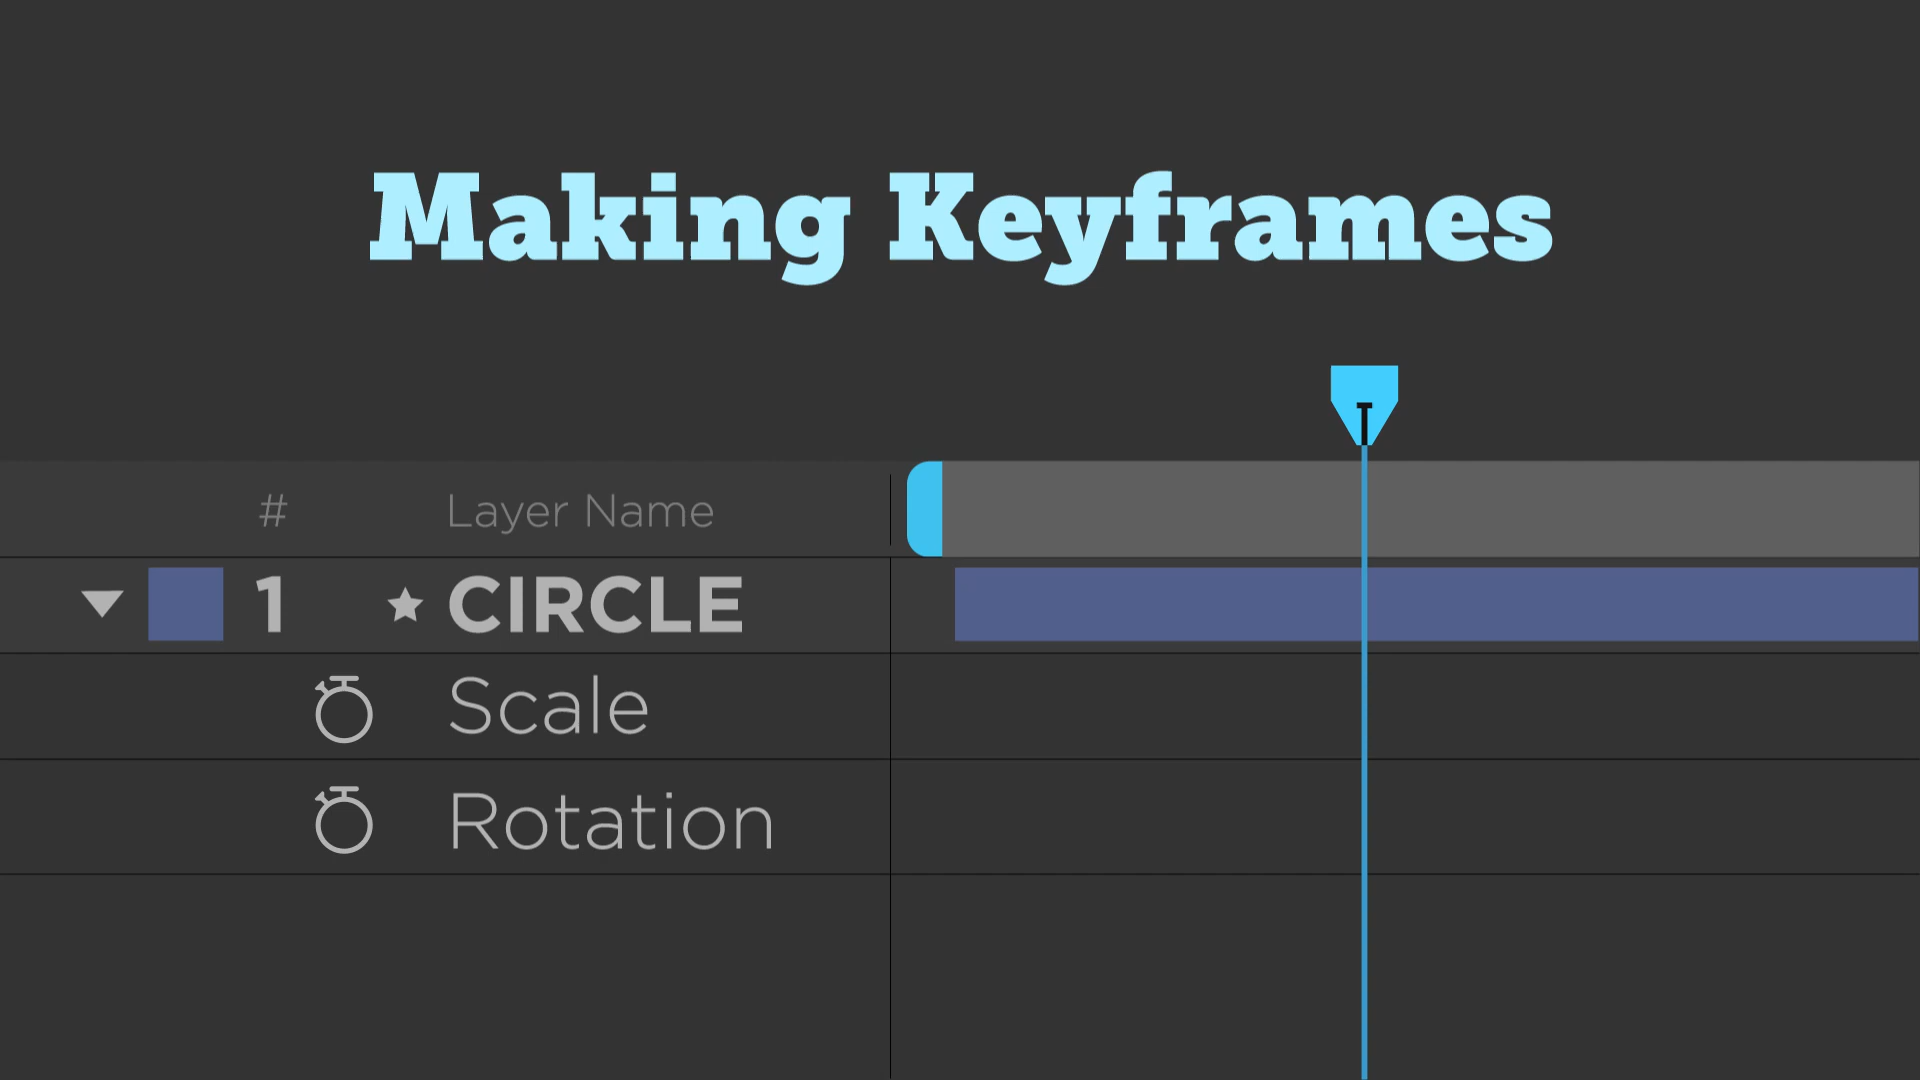 Making Keyframes
# Layer Name
1 CIRCLE
Scale
Rotation